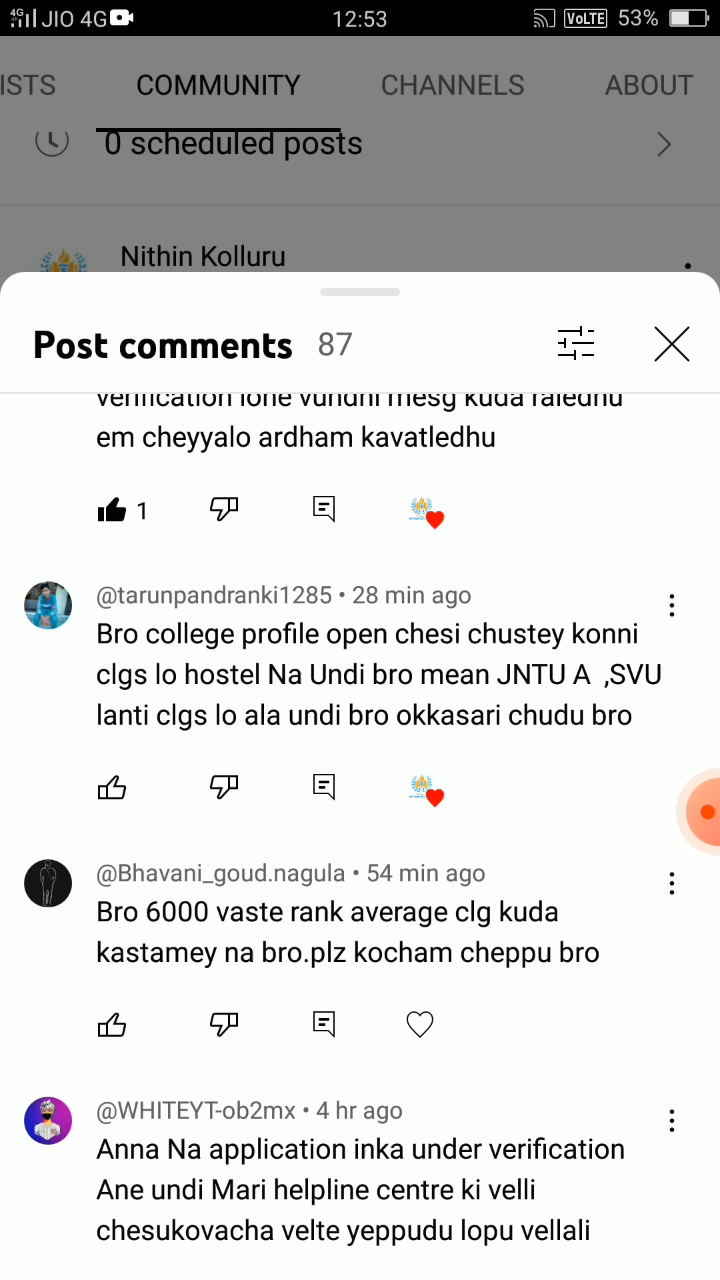 4G JIO 4G 12:53 VoLTE 53%
ISTS COMMUNITY CHANNELS ABOUT
0 scheduled posts
Nithin Kolluru
Post comments 87
verification lone vundhi mesg kuda raledhu
em cheyyalo ardham kavatledhu
1
@tarunpandranki1285 • 28 min ago
Bro college profile open chesi chustey konni
clgs lo hostel Na Undi bro mean JNTU A ,SVU
lanti clgs lo ala undi bro okkasari chudu bro
@Bhavani_goud.nagula • 54 min ago
Bro 6000 vaste rank average clg kuda
kastamey na bro.plz kocham cheppu bro
@WHITEYT-ob2mx • 4 hr ago
Anna Na application inka under verification
Ane undi Mari helpline centre ki velli
chesukovacha velte yeppudu lopu vellali